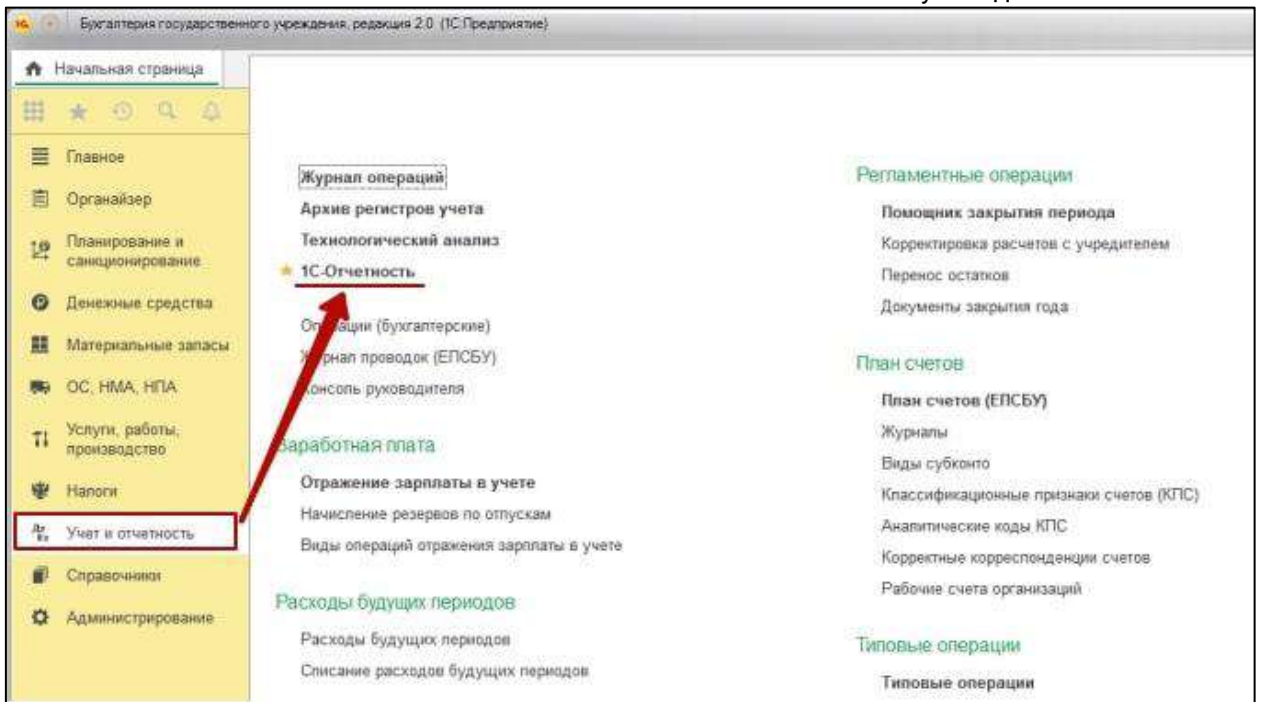 Бухгалтерия государственного учреждения, редакция 2.0 (1С:Предприятие)
Начальная страница
Главное
Органайзер
Планирование и
санкционирование
Денежные средства
Материальные запасы
ОС, НМА, НПА
Услуги, работы,
производство
Налоги
Учет и отчетность
Справочники
Администрирование
Журнал операций
Архив регистров учета
Технологический анализ
1С-Отчетность
Операции (бухгалтерские)
Журнал проводок (ЕПСБУ)
Консоль руководителя
Заработная плата
Отражение зарплаты в учете
Начисление резервов по отпускам
Виды операций отражения зарплаты в учете
Расходы будущих периодов
Расходы будущих периодов
Списание расходов будущих периодов
Регламентные операции
Помощник закрытия периода
Корректировка расчетов с учредителем
Перенос остатков
Документы закрытия года
План счетов
План счетов (ЕПСБУ)
Журналы
Виды субконто
Классификационные признаки счетов (КПС)
Аналитические коды КПС
Корректные корреспонденции счетов
Рабочие счета организаций
Типовые операции
Типовые операции